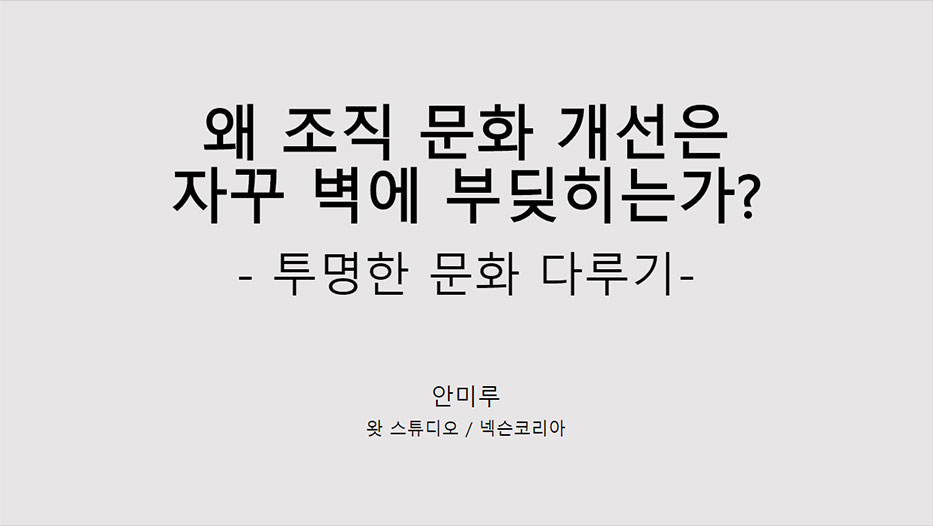 왜 조직 문화 개선은
자꾸 벽에 부딪히는가?
- 투명한 문화 다루기-
안미루
왓 스튜디오 / 넥슨코리아